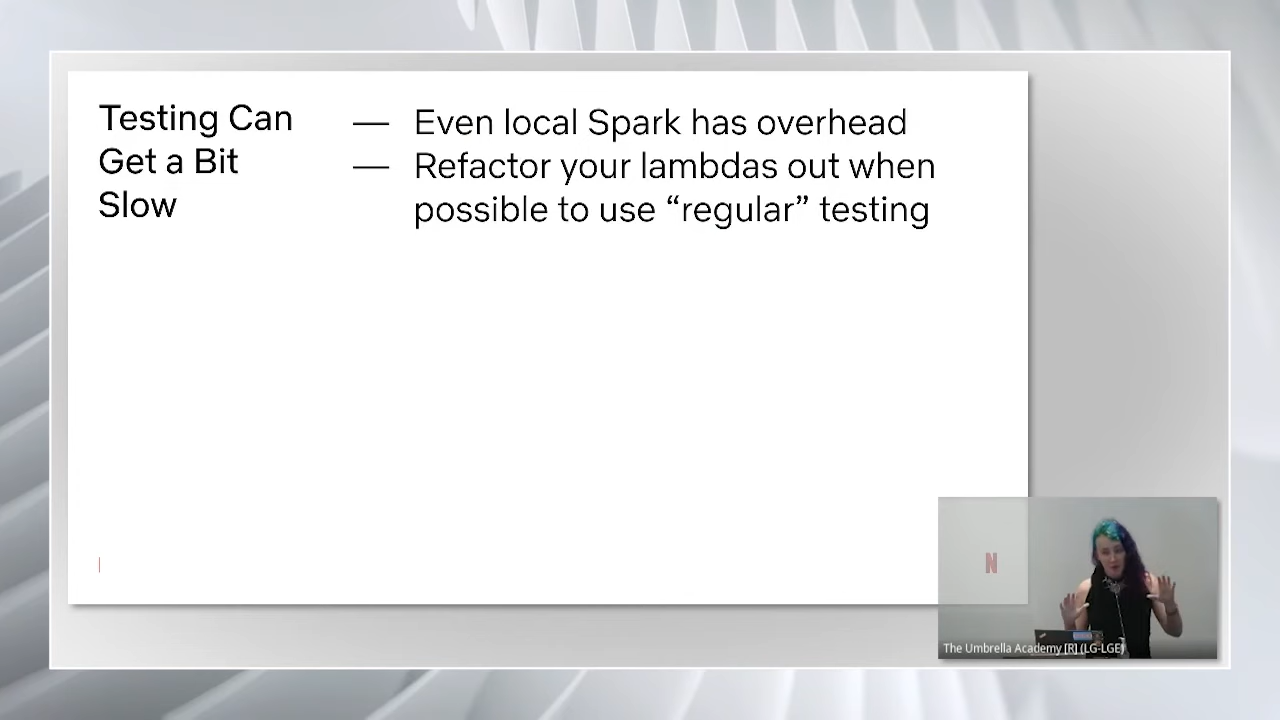 Testing Can
Get a Bit
Slow
— Even local Spark has overhead
— Refactor your lambdas out when
possible to use “regular” testing
N
The Umbrella Academy [R] (LG-LGE)